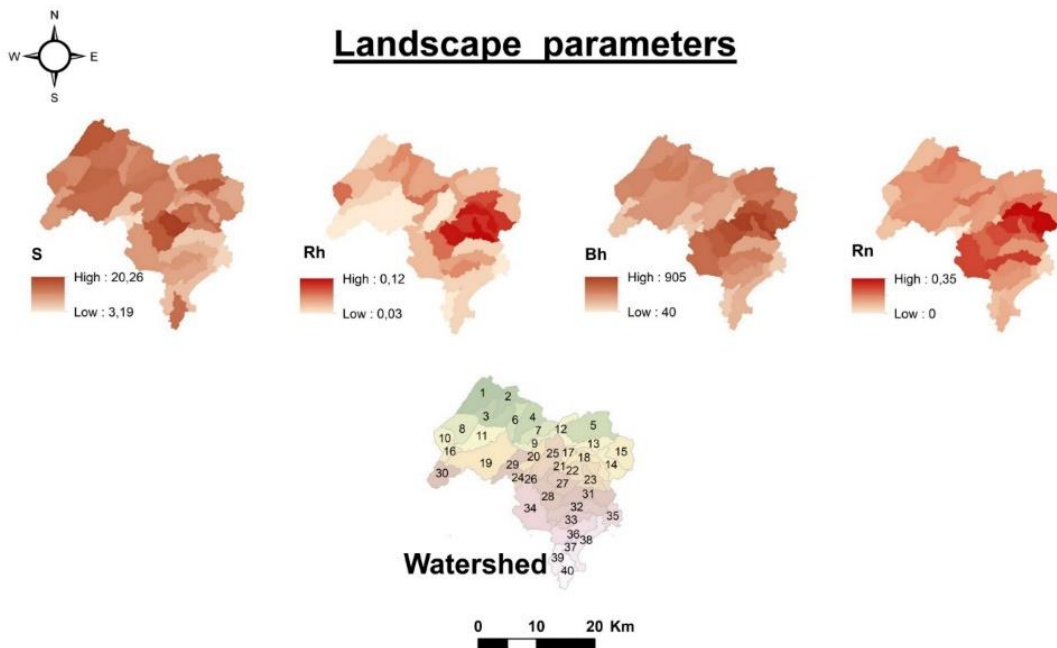 N
W E
S
Landscape parameters
S
High : 20,26
Low : 3,19
Rh
High : 0,12
Low : 0,03
Bh
High : 905
Low : 40
Rn
High : 0,35
Low : 0
1
2
3
6
4
5
8
7
12
10
11
9
13
16
20
25
17
18
15
19
29
21
22
14
30
24
26
27
23
28
31
34
32
33
35
36
38
37
39
40
Watershed
0 10 20 Km